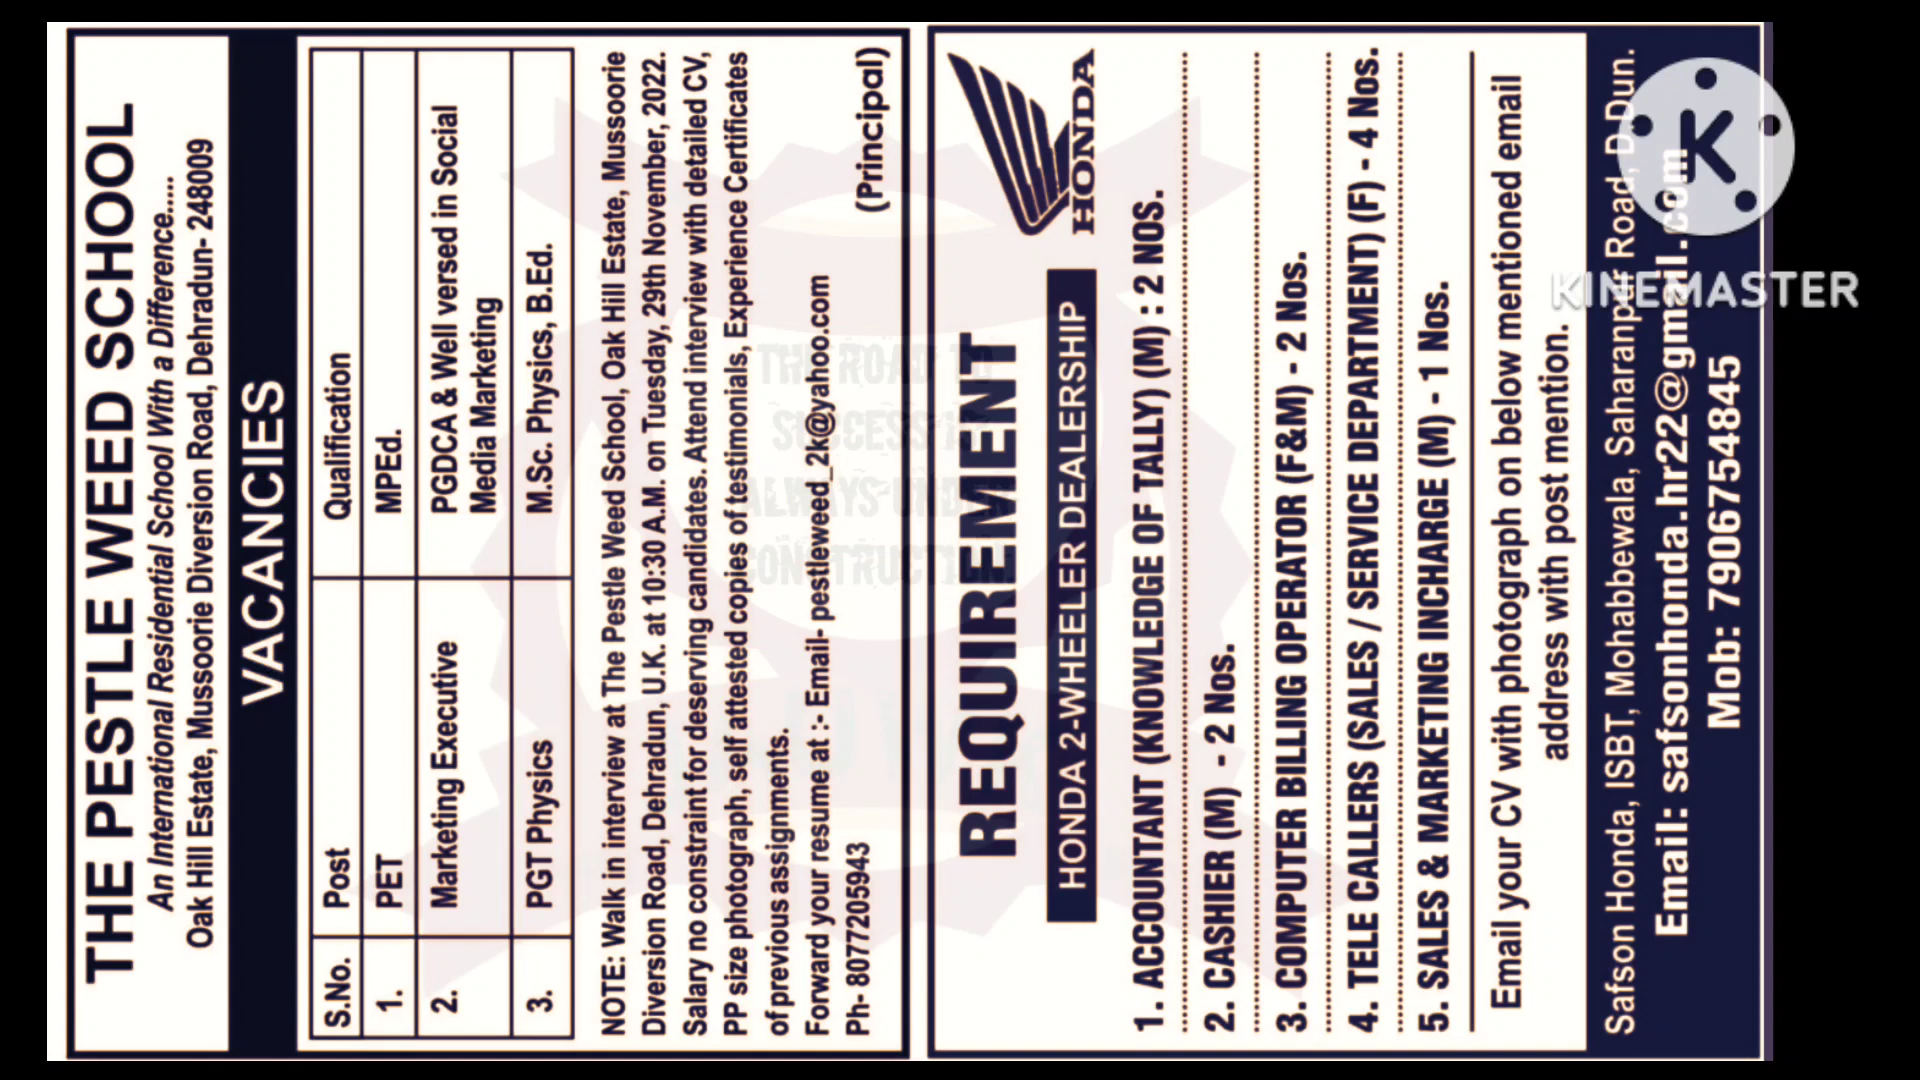 THE PESTLE WEED SCHOOL
An International Residential School With a Difference....
Oak Hill Estate, Mussoorie Diversion Road, Dehradun- 248009
VACANCIES
S.No. Post Qualification
1. PET MPEd.
2. Marketing Executive PGDCA & Well versed in Social
Media Marketing
3. PGT Physics M.Sc. Physics, B.Ed.
NOTE: Walk in interview at The Pestle Weed School, Oak Hill Estate, Mussoorie
Diversion Road, Dehradun, U.K. at 10:30 A.M. on Tuesday, 29th November, 2022.
Salary no constraint for deserving candidates. Attend interview with detailed CV,
PP size photograph, self attested copies of testimonials, Experience Certificates
of previous assignments.
Forward your resume at :- Email- pestleweed_2k@yahoo.com
Ph- 8077205943 (Principal)
REQUIREMENT
HONDA 2-WHEELER DEALERSHIP
HONDA
1. ACCOUNTANT (KNOWLEDGE OF TALLY) (M) : 2 NOS.
2. CASHIER (M) - 2 Nos.
3. COMPUTER BILLING OPERATOR (F&M) - 2 Nos.
4. TELE CALLERS (SALES / SERVICE DEPARTMENT) (F) - 4 Nos.
5. SALES & MARKETING INCHARGE (M) - 1 Nos.
Email your CV with photograph on below mentioned email
address with post mention.
Safson Honda, ISBT, Mohabbewala, Saharanpur Road, D.Dun.
Email: safsonhonda.hr22@gmail.com
Mob: 7906754845
THE ROAD TO
SUCCESS IS
ALWAYS UNDER
CONSTRUCTION
K
KINEMASTER